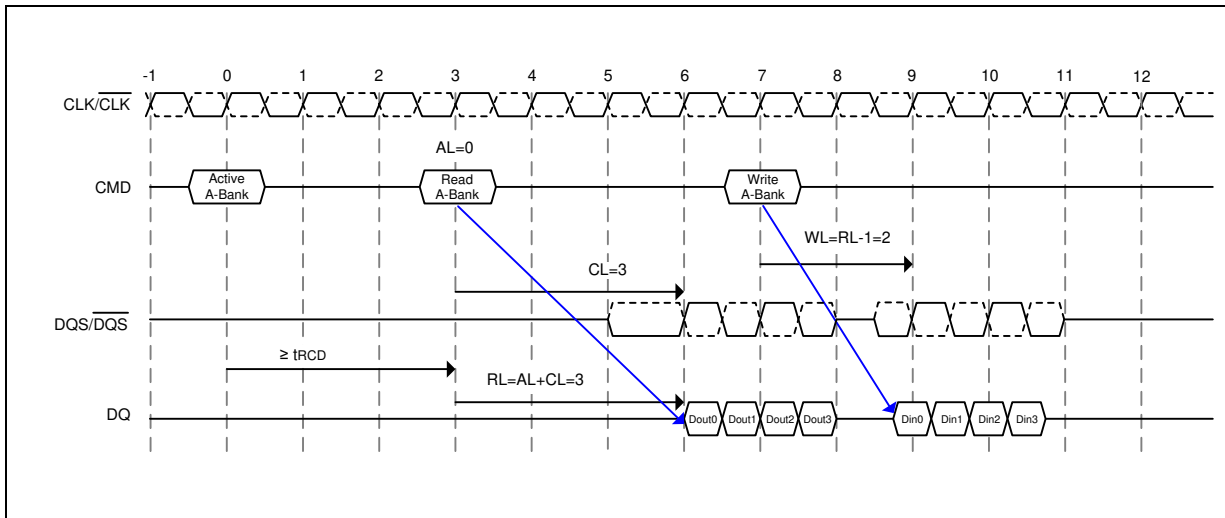 -1 0 1 2 3 4 5 6 7 8 9 10 11 12
CLK/CLK
AL=0
CMD
Active
A-Bank
Read
A-Bank
Write
A-Bank
WL=RL-1=2
CL=3
DQS/DQS
≥ tRCD
RL=AL+CL=3
DQ
Dout0 Dout1 Dout2 Dout3 Din0 Din1 Din2 Din3